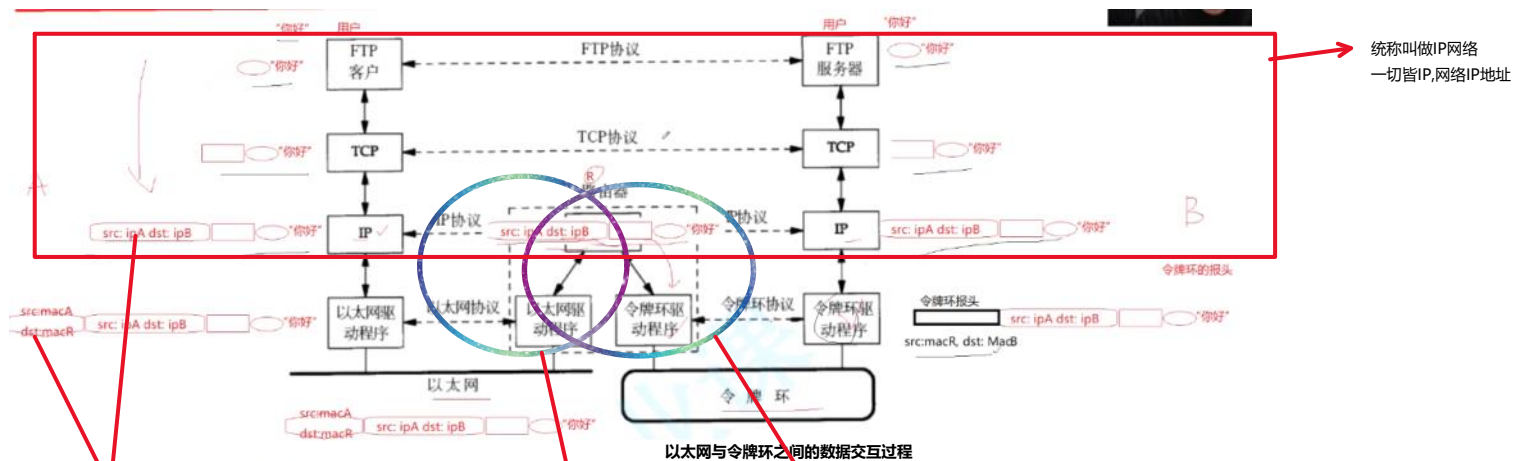 "你好" 用户
用户 "你好"
FTP
客户
FTP协议
FTP
服务器
"你好"
"你好"
统称叫做IP网络
一切皆IP,网络IP地址
TCP协议
"你好"
TCP
TCP
"你好"
A
R
路由器
B
src: ipA dst: ipB
"你好"
IP
IP协议
src: ipA dst: ipB
"你好"
IP协议
IP
src: ipA dst: ipB
"你好"
令牌环的报头
src:macA
dst:macR
src: ipA dst: ipB
"你好"
以太网驱
动程序
以太网协议
以太网驱
动程序
令牌环驱
动程序
令牌环协议
令牌环驱
动程序
令牌环报头
src: ipA dst: ipB
"你好"
src:macR, dst: MacB
以太网
令牌环
src:macA
dst:macR
src: ipA dst: ipB
"你好"
以太网与令牌环之间的数据交互过程